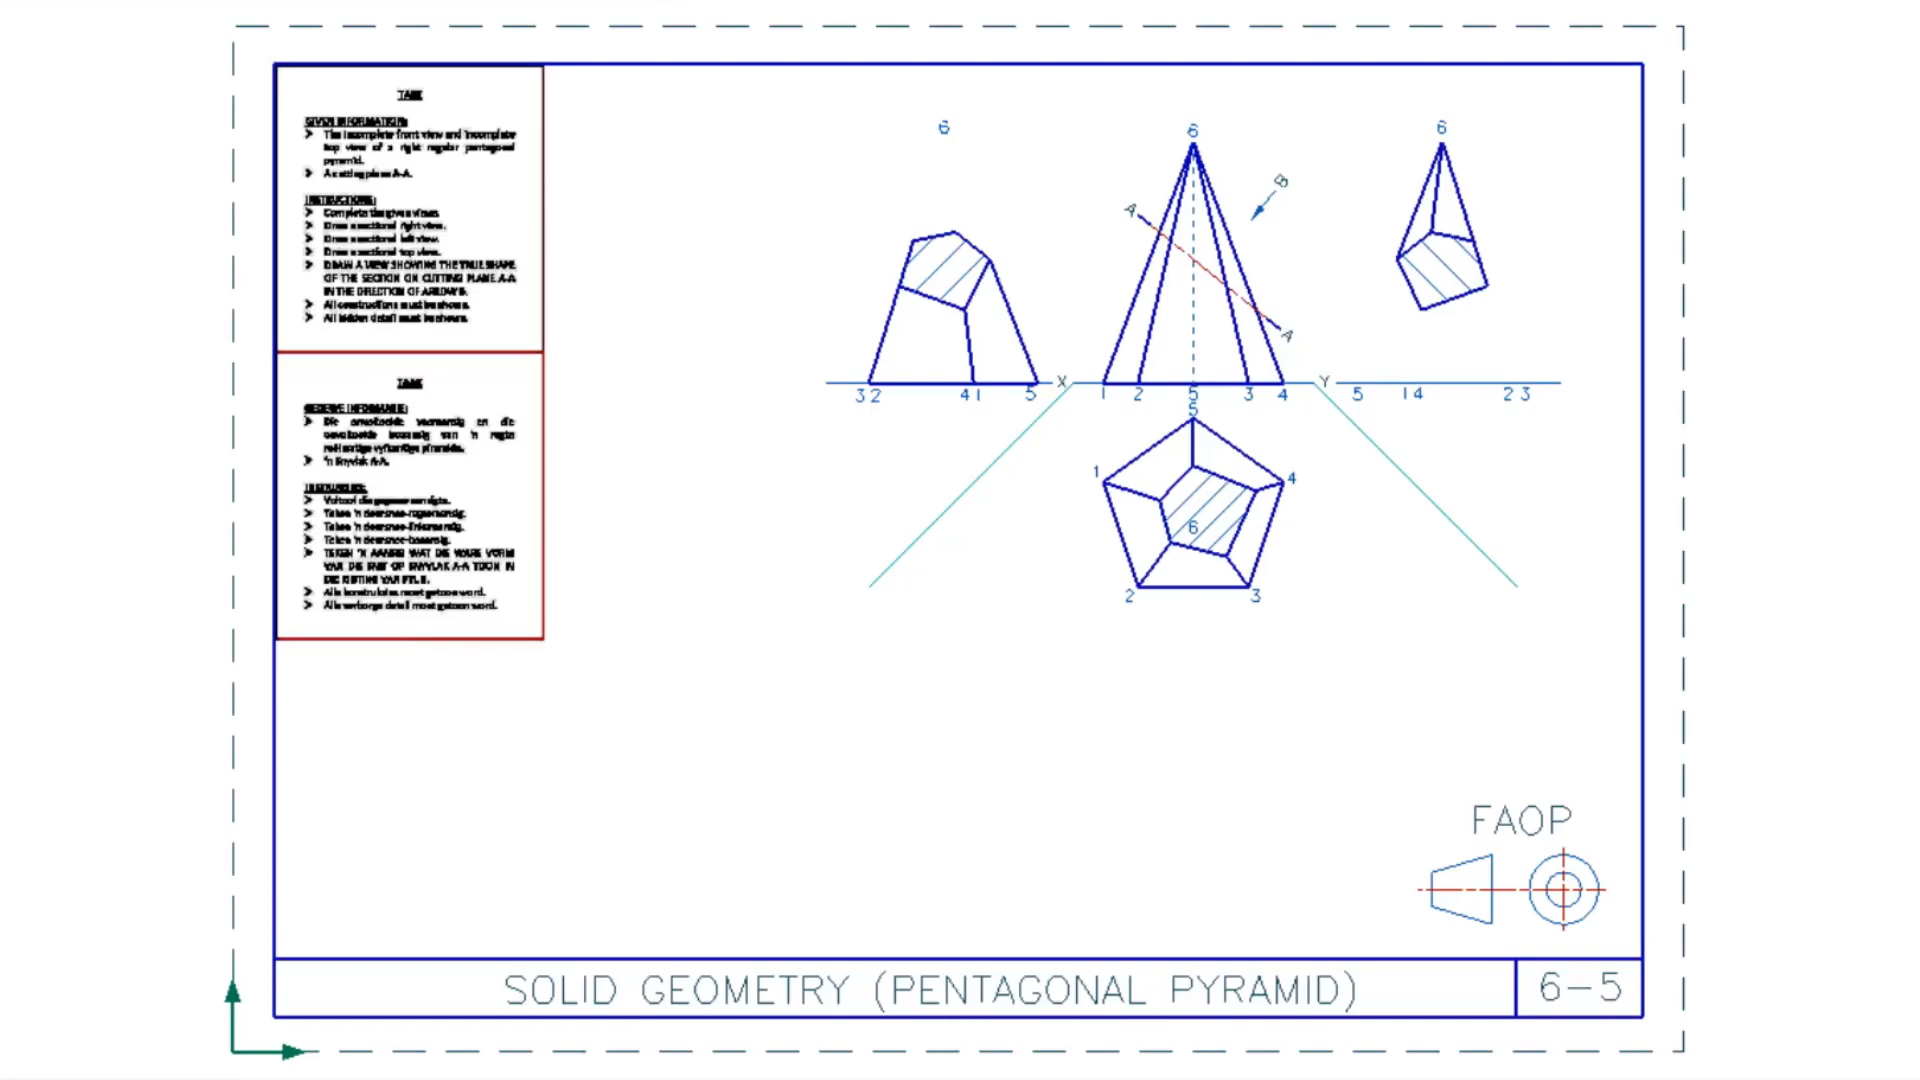 TASK
GIVEN INFORMATION:
The incomplete front view and incomplete
top view of a right regular pentagonal
pyramid.
A cutting plane A-A.
INSTRUCTIONS:
Complete the given views.
Draw a sectional right view.
Draw a sectional left view.
Draw a sectional top view.
DRAW A VIEW SHOWING THE TRUE SHAPE
OF THE SECTION ON CUTTING PLANE A-A
IN THE DIRECTION OF ARROW B.
All constructions must be shown.
All hidden detail must be shown.
TAAK
GEGEWE INFORMASIE:
Die onvoltooide vooraansig en die
onvoltooide boaansig van 'n regte
reëlmatige vyfhoekige piramide.
'n Snyvlak A-A.
Voltooi die gegewe aansigte.
Teken 'n deursnee-regteraansig.
Teken 'n deursnee-linkeraansig.
Teken 'n deursnee-boaansig.
TEKEN 'N AANSIG WAT DIE WARE VORM
VAN DIE SNIT OP SNYVLAK A-A TOON IN
DIE RIGTING VAN PYL B.
Alle konstruksies moet getoon word.
Alle verborge detail moet getoon word.
6 6 6
B
A
A
X Y
3 2 4 1 5 1 2 5 3 4 5 1 4 2 3
5
1 4
6
2 3
FAOP
SOLID GEOMETRY (PENTAGONAL PYRAMID) 6-5